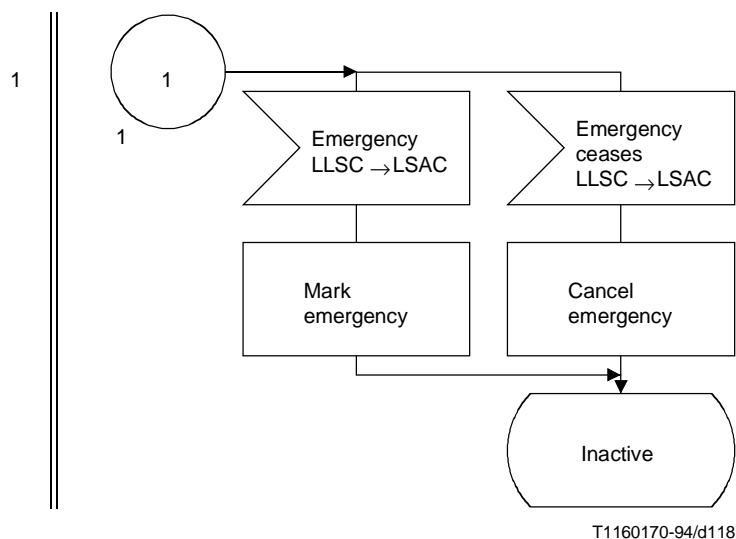 1
1
1
Emergency
LLSC →LSAC
Emergency
ceases
LLSC →LSAC
Mark
emergency
Cancel
emergency
Inactive
T1160170-94/d118